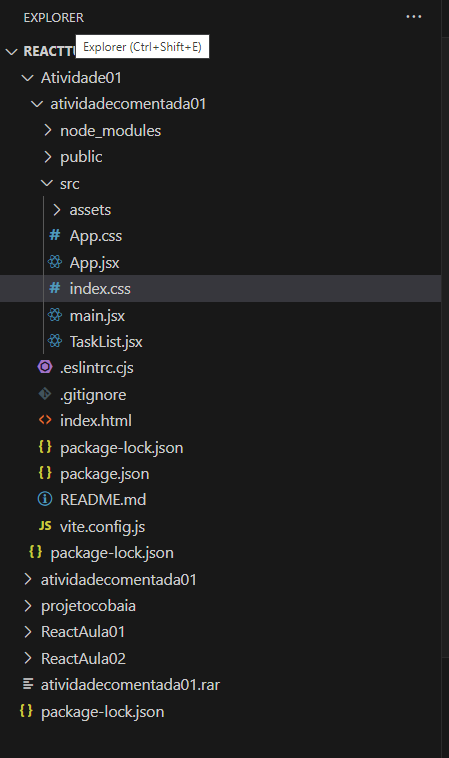 EXPLORER
REACTT
Explorer (Ctrl+Shift+E)
Atividade01
atividadecomentada01
node_modules
public
src
assets
# App.css
App.jsx
# index.css
main.jsx
TaskList.jsx
.eslintrc.cjs
.gitignore
<> index.html
{ } package-lock.json
{ } package.json
README.md
JS vite.config.js
{ } package-lock.json
atividadecomentada01
projetocobaia
ReactAula01
ReactAula02
atividadecomentada01.rar
{ } package-lock.json